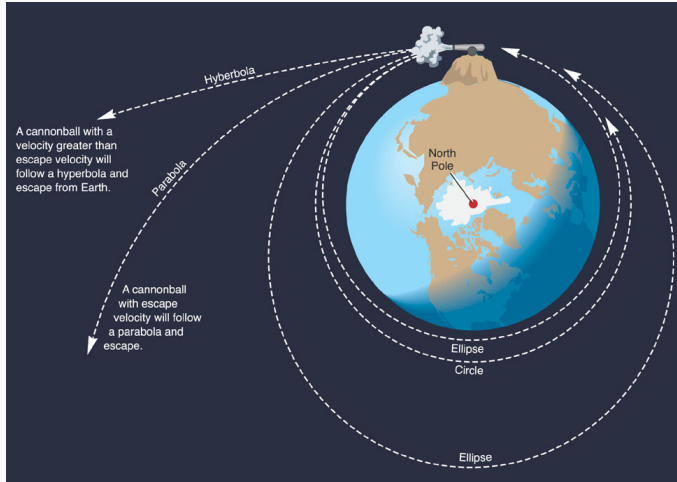 Hyberbola
A cannonball with a
velocity greater than
escape velocity will
follow a hyperbola and
escape from Earth.
Parabola
North
Pole
A cannonball
with escape
velocity will follow
a parabola and
escape.
Ellipse
Circle
Ellipse